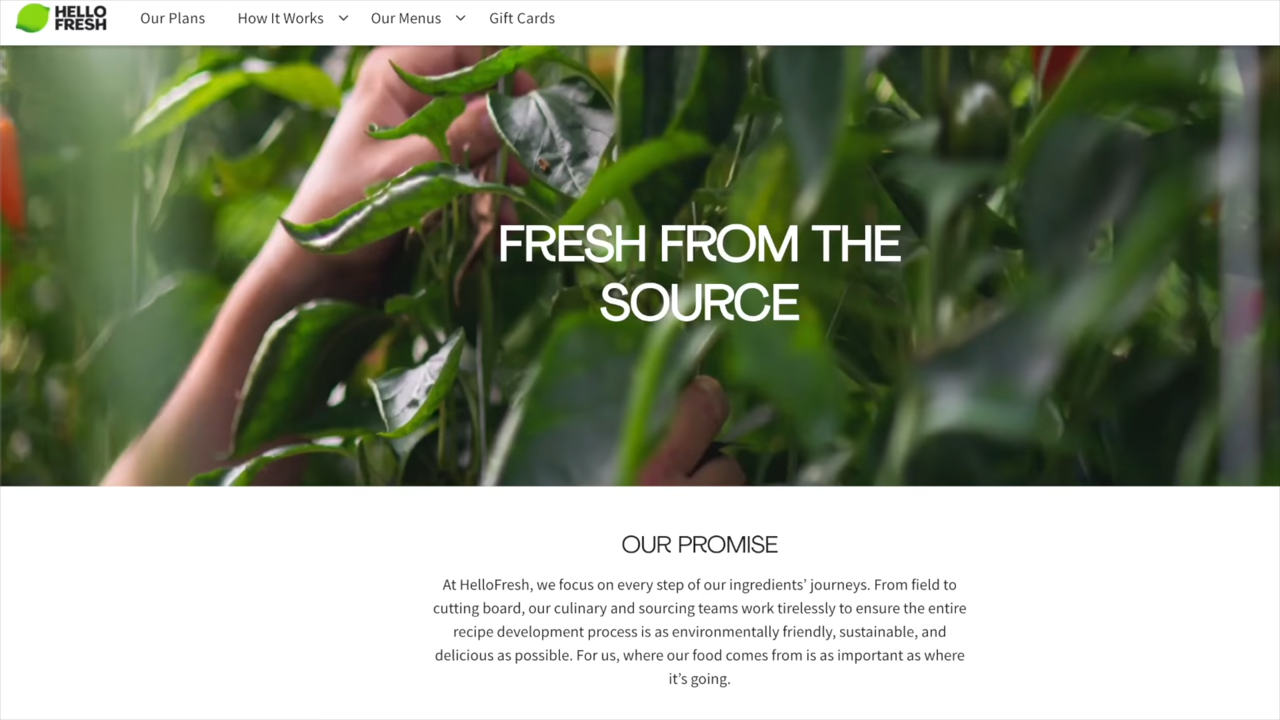 HELLO
FRESH
Our Plans
How It Works
Our Menus
Gift Cards
FRESH FROM THE
SOURCE
OUR PROMISE
At HelloFresh, we focus on every step of our ingredients’ journeys. From field to
cutting board, our culinary and sourcing teams work tirelessly to ensure the entire
recipe development process is as environmentally friendly, sustainable, and
delicious as possible. For us, where our food comes from is as important as where
it’s going.